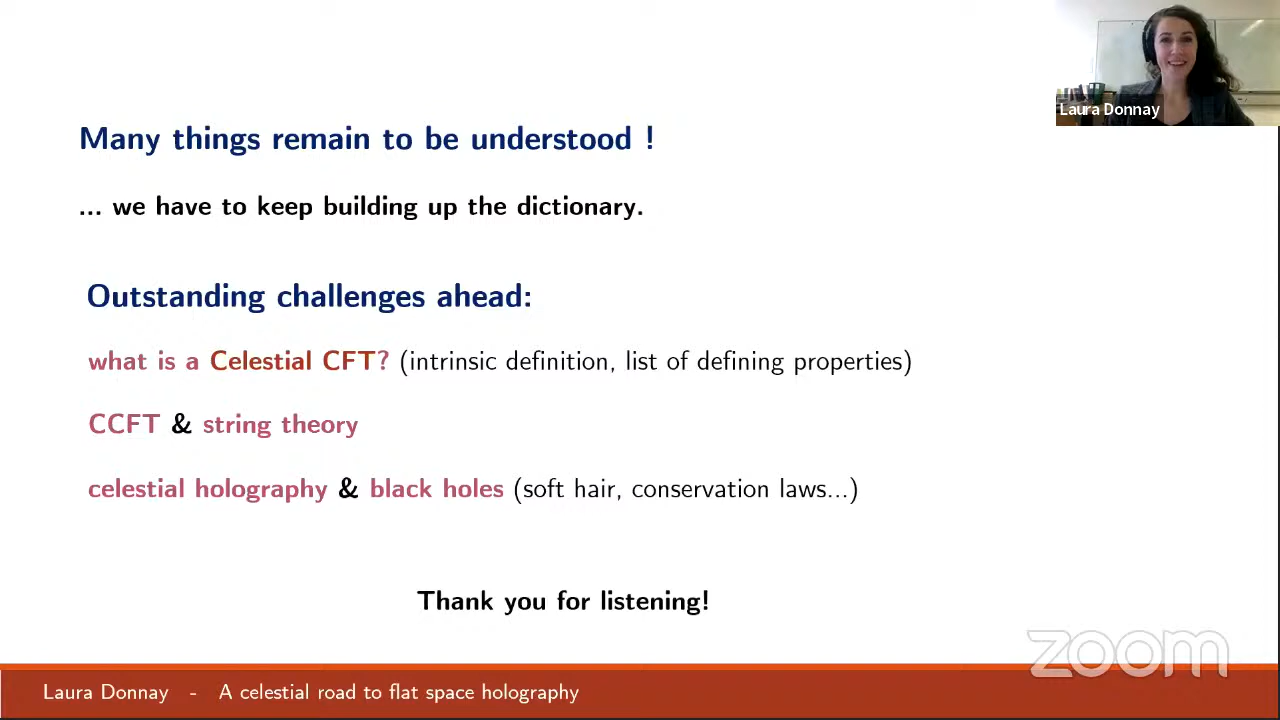 Laura Donnay
Many things remain to be understood !
... we have to keep building up the dictionary.
Outstanding challenges ahead:
what is a Celestial CFT? (intrinsic definition, list of defining properties)
CCFT & string theory
celestial holography & black holes (soft hair, conservation laws...)
Thank you for listening!
zoom
Laura Donnay - A celestial road to flat space holography